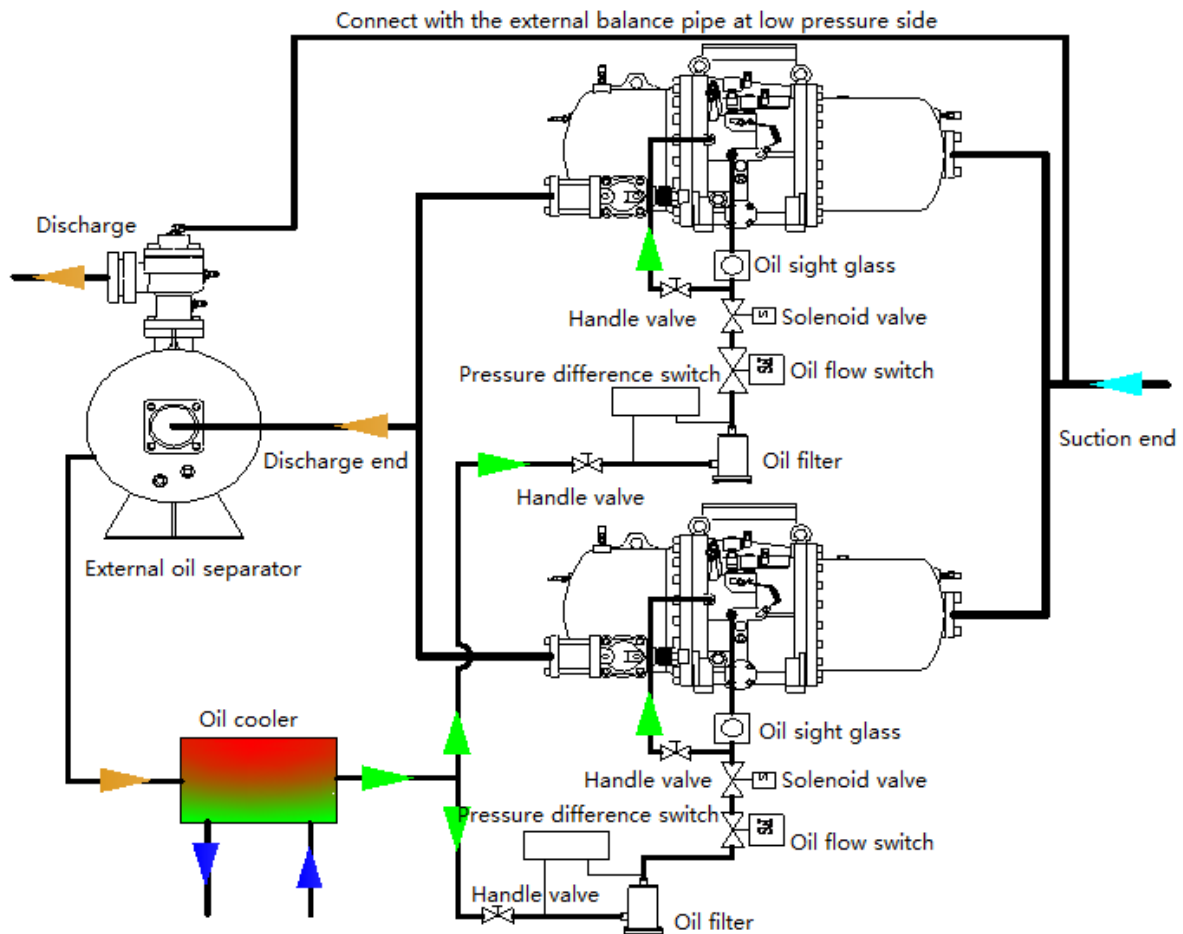 Connect with the external balance pipe at low pressure side
Discharge
Oil sight glass
Handle valve
Solenoid valve
Pressure difference switch
FS
Oil flow switch
Suction end
Discharge end
Oil filter
Handle valve
External oil separator
Oil cooler
Oil sight glass
Handle valve
S
Solenoid valve
Pressure difference switch
FS
Oil flow switch
Handle valve
Oil filter
S